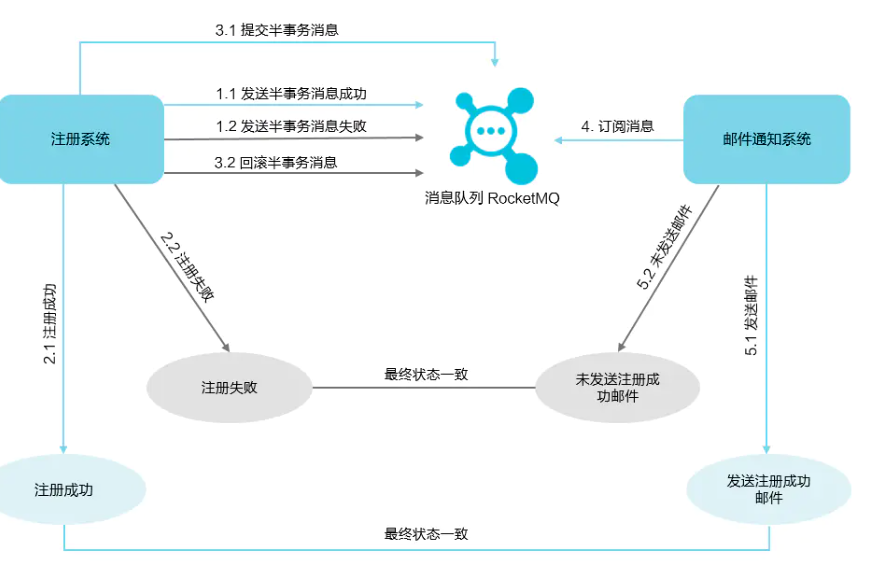 3.1 提交半事务消息
1.1 发送半事务消息成功
1.2 发送半事务消息失败
3.2 回滚半事务消息
注册系统
4. 订阅消息
邮件通知系统
消息队列 RocketMQ
2.2 注册失败
5.2 未发送邮件
2.1 注册成功
5.1 发送邮件
注册失败
最终状态一致
未发送注册成
功邮件
注册成功
发送注册成功
邮件
最终状态一致